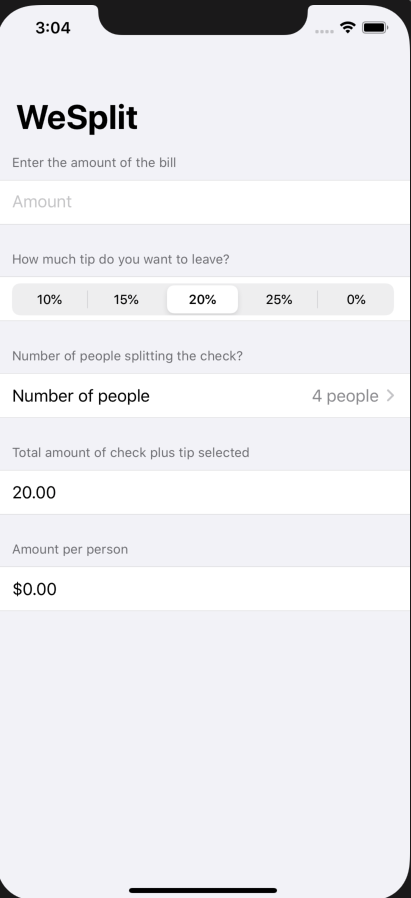 3:04
WeSplit
Enter the amount of the bill
Amount
How much tip do you want to leave?
10% 15% 20% 25% 0%
Number of people splitting the check?
Number of people 4 people
Total amount of check plus tip selected
20.00
Amount per person
$0.00